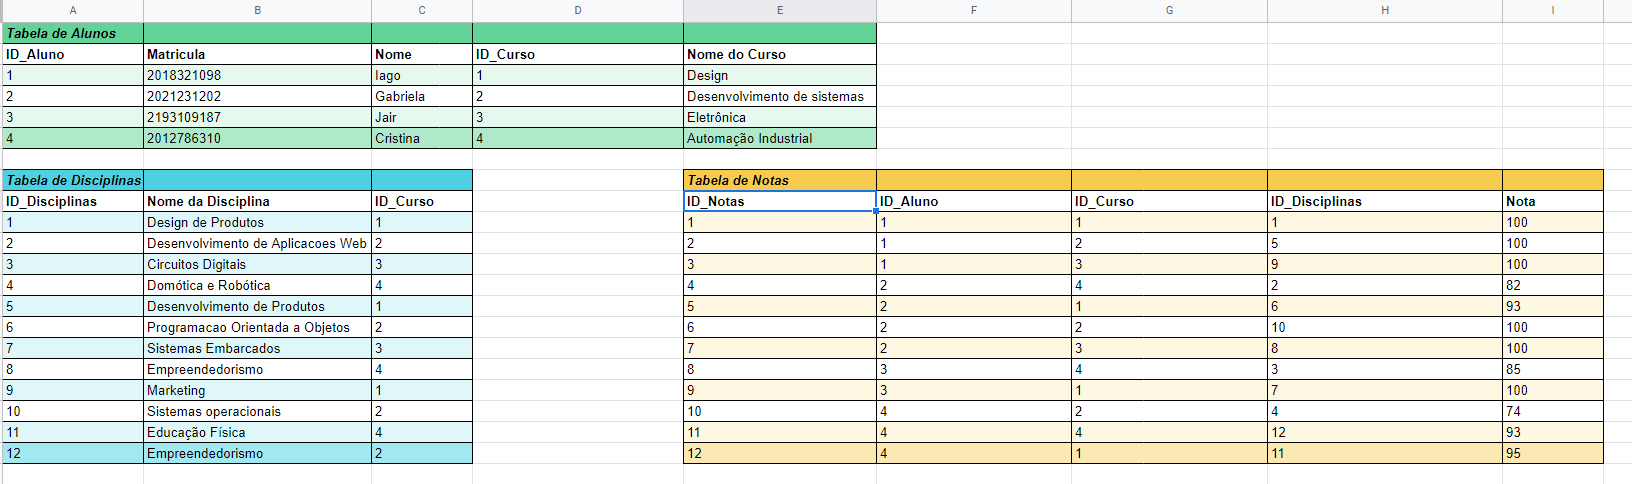 A B C D E F G H I
Tabela de Alunos
ID_Aluno Matricula Nome ID_Curso Nome do Curso
1 2018321098 Iago 1 Design
2 2021231202 Gabriela 2 Desenvolvimento de sistemas
3 2193109187 Jair 3 Eletrônica
4 2012786310 Cristina 4 Automação Industrial
Tabela de Disciplinas Tabela de Notas
ID_Disciplinas Nome da Disciplina ID_Curso ID_Notas ID_Aluno ID_Curso ID_Disciplinas Nota
1 Design de Produtos 1 1 1 1 1 100
2 Desenvolvimento de Aplicacoes Web 2 2 1 2 5 100
3 Circuitos Digitais 3 3 1 3 9 100
4 Domótica e Robótica 4 4 2 4 2 82
5 Desenvolvimento de Produtos 1 5 2 1 6 93
6 Programacao Orientada a Objetos 2 6 2 2 10 100
7 Sistemas Embarcados 3 7 2 3 8 100
8 Empreendedorismo 4 8 3 4 3 85
9 Marketing 1 9 3 1 7 100
10 Sistemas operacionais 2 10 4 2 4 74
11 Educação Física 4 11 4 4 12 93
12 Empreendedorismo 2 12 4 1 11 95